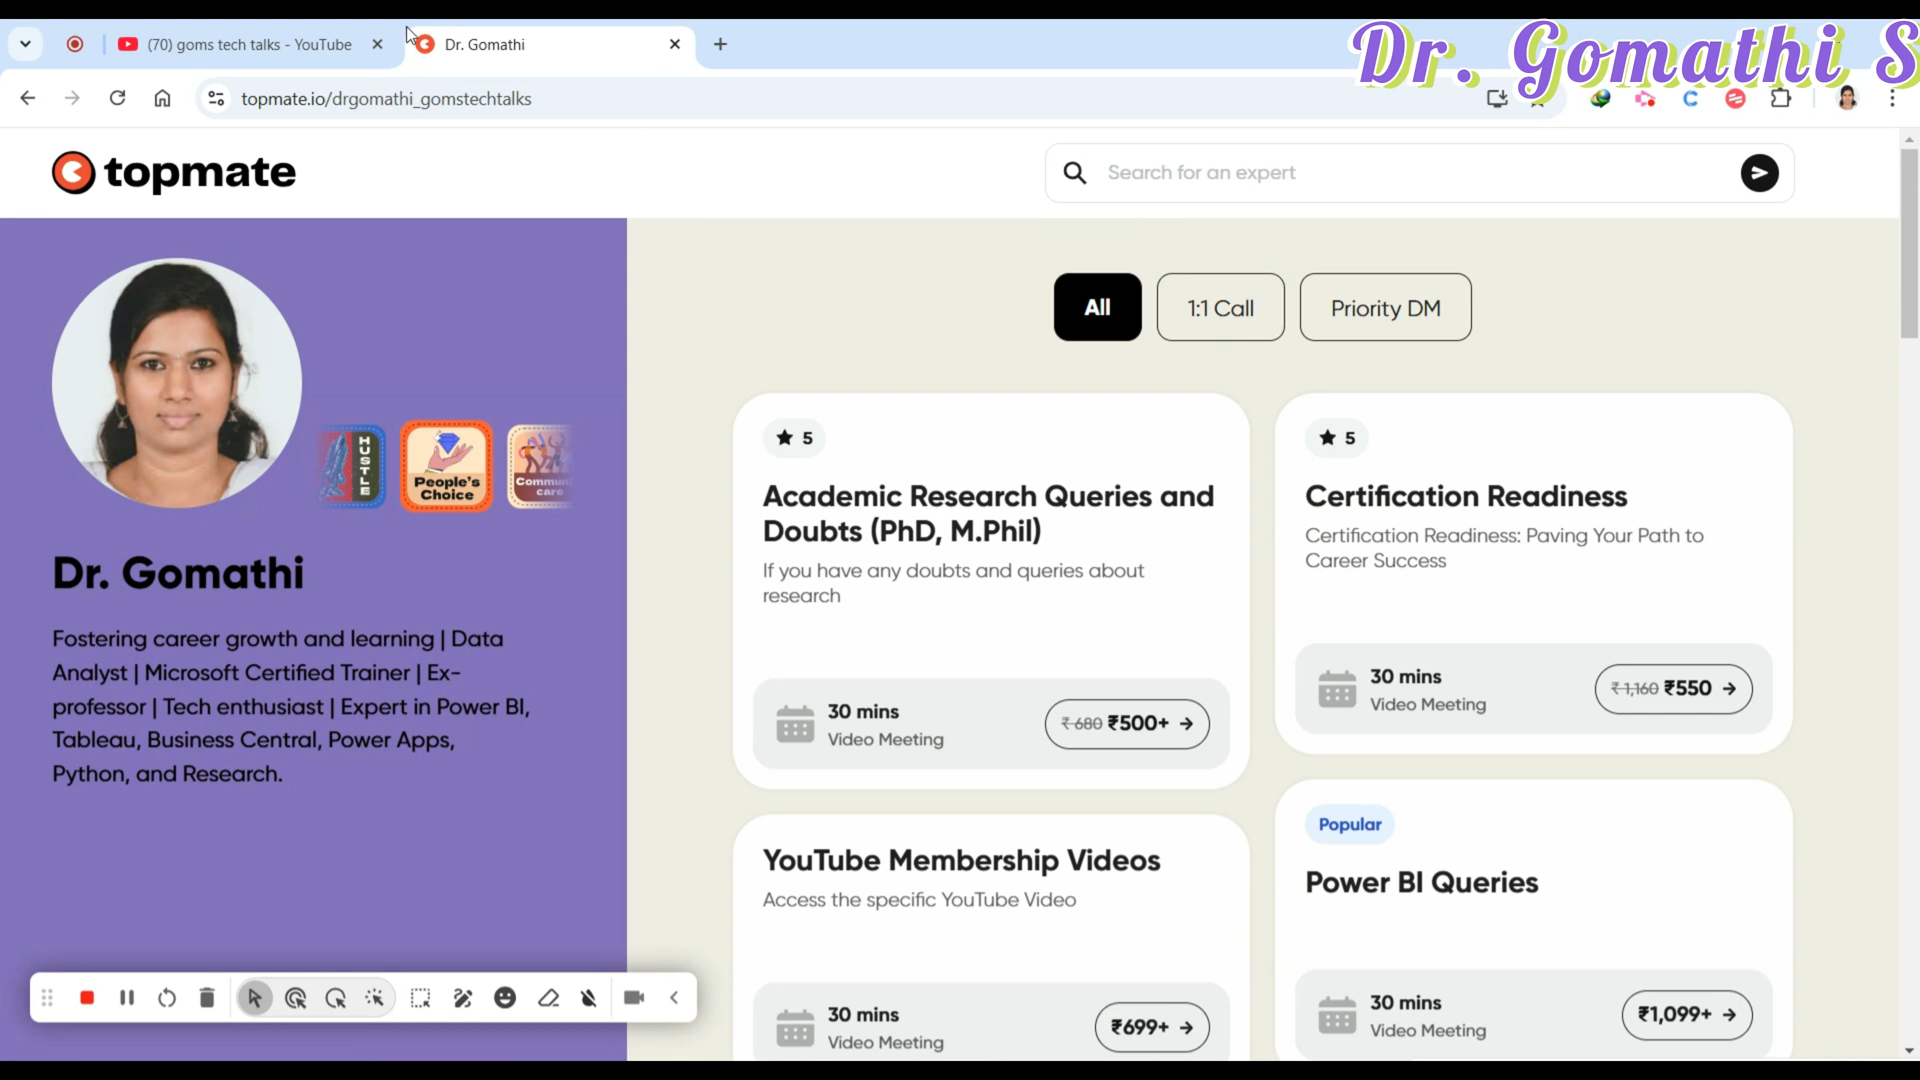 (70) goms tech talks - YouTube
Dr. Gomathi
Dr. Gomathi S
topmate.io/drgomathi_gomstechtalks
topmate
Search for an expert
All
1:1 Call
Priority DM
HUSTLE
People's
Choice
Commun
care
Dr. Gomathi
Fostering career growth and learning | Data
Analyst | Microsoft Certified Trainer | Ex-
professor | Tech enthusiast | Expert in Power BI,
Tableau, Business Central, Power Apps,
Python, and Research.
5
Academic Research Queries and
Doubts (PhD, M.Phil)
If you have any doubts and queries about
research
30 mins
Video Meeting
₹ 680 ₹500+
5
Certification Readiness
Certification Readiness: Paving Your Path to
Career Success
30 mins
Video Meeting
₹ 1,160 ₹550
YouTube Membership Videos
Access the specific YouTube Video
30 mins
Video Meeting
₹699+
Popular
Power BI Queries
30 mins
Video Meeting
₹1,099+